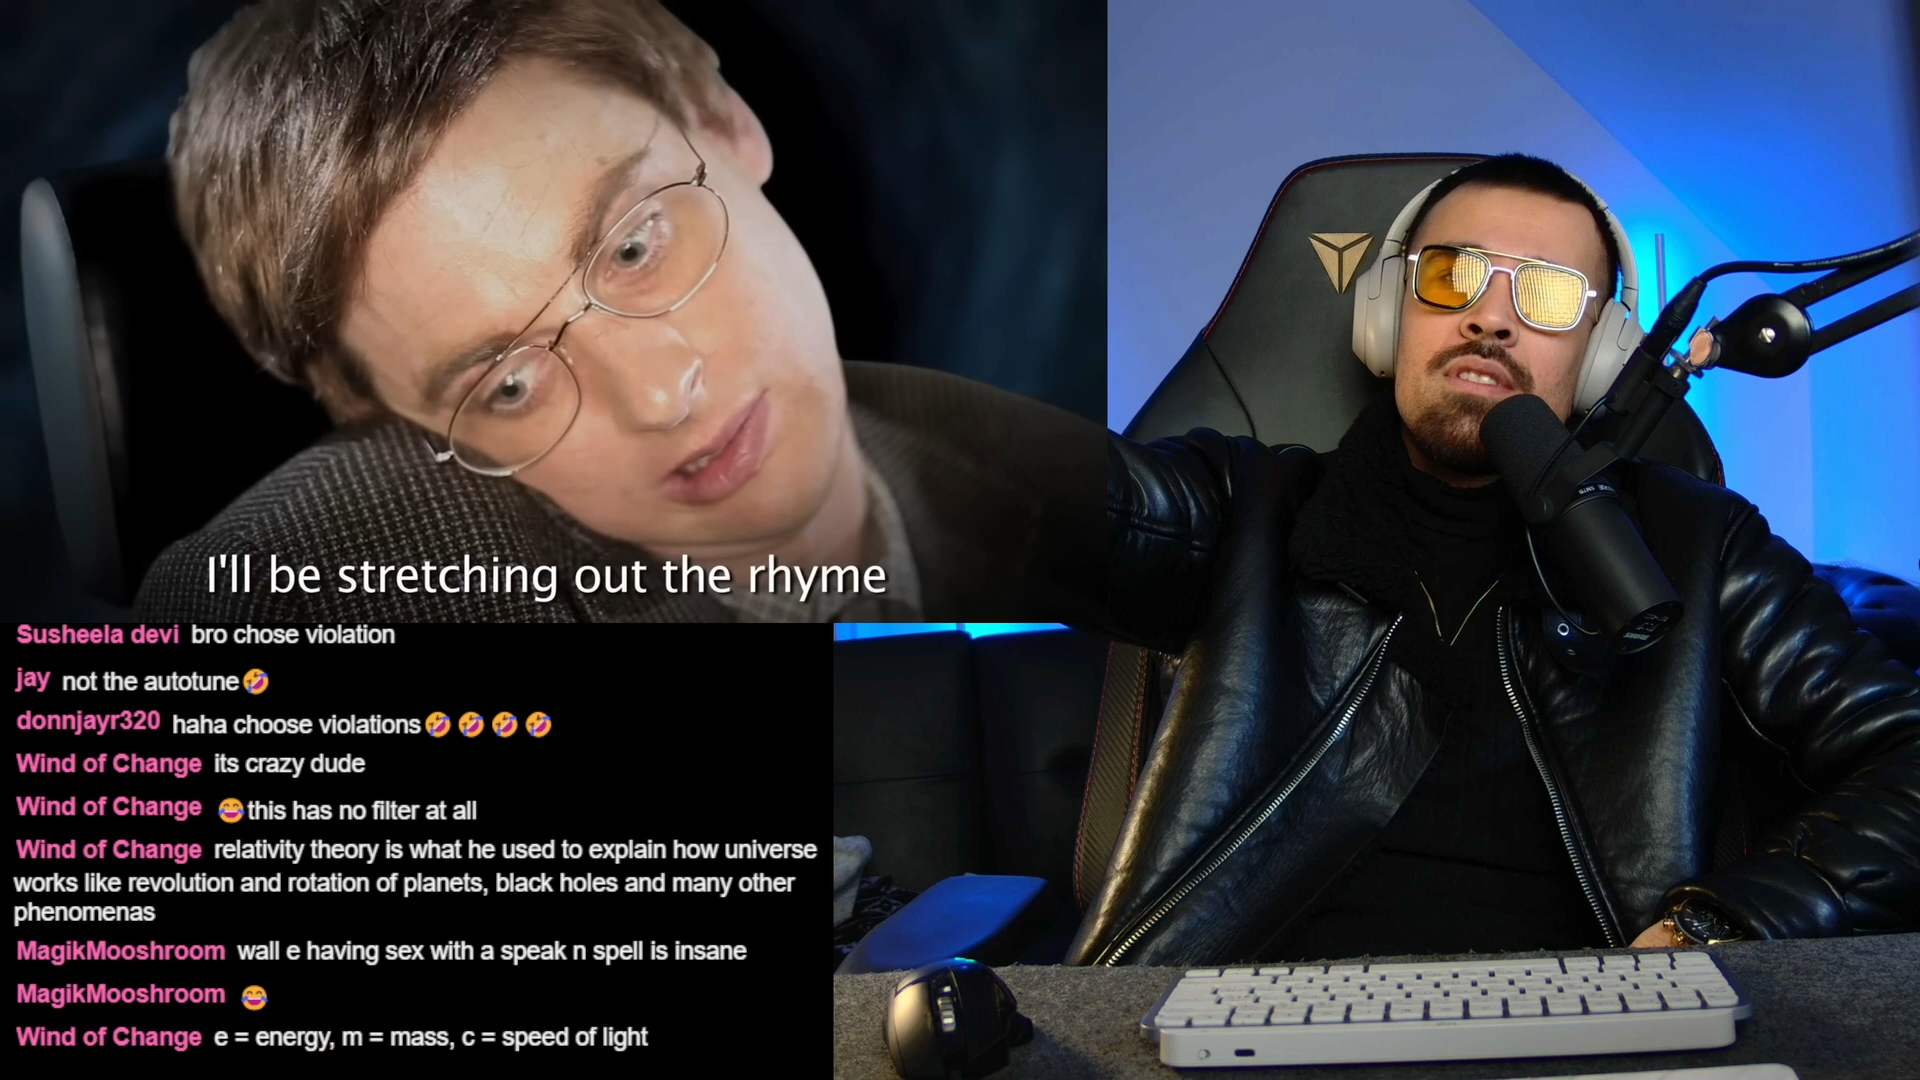 I'll be stretching out the rhyme
Susheela devi bro chose violation
jay not the autotune🤣
donnjayr320 haha choose violations🤣🤣🤣🤣
Wind of Change its crazy dude
Wind of Change 😂this has no filter at all
Wind of Change relativity theory is what he used to explain how universe
works like revolution and rotation of planets, black holes and many other
phenomenas
MagikMooshroom wall e having sex with a speak n spell is insane
MagikMooshroom 😂
Wind of Change e = energy, m = mass, c = speed of light